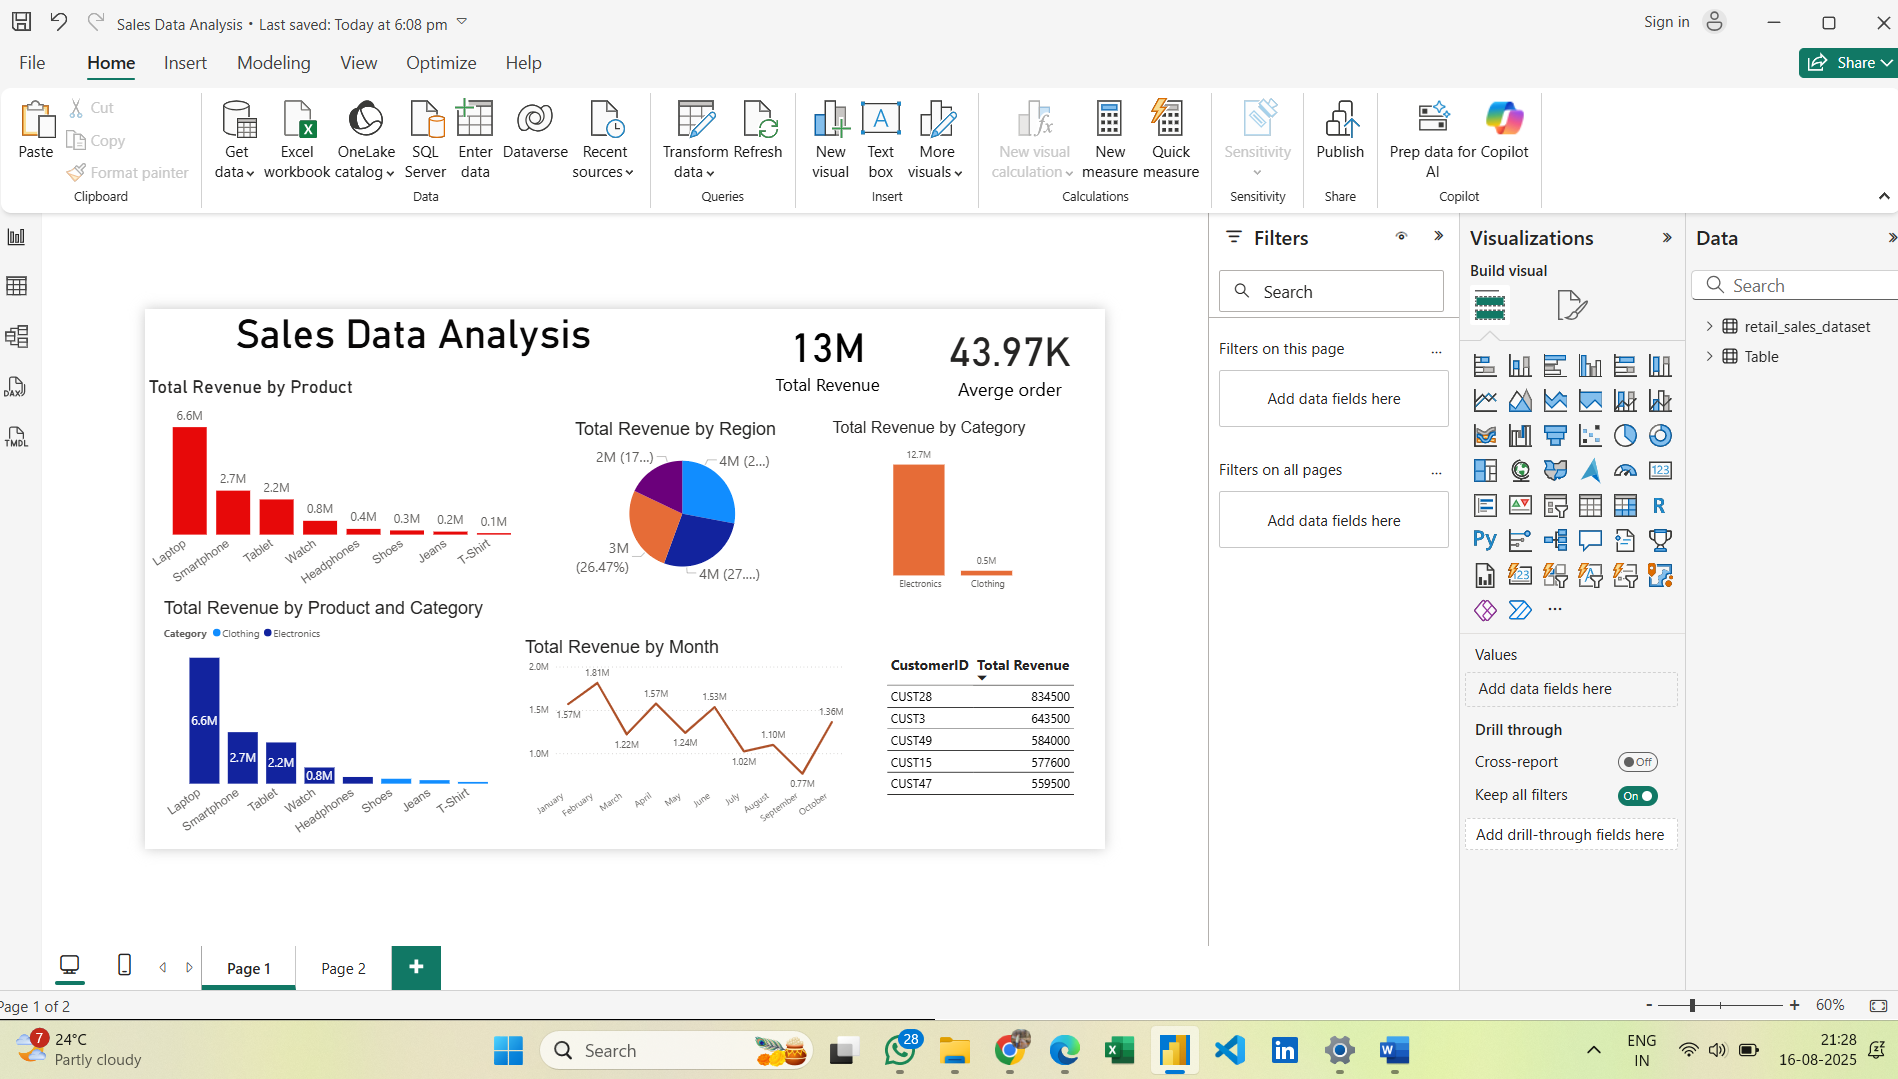 Sales Data Analysis • Last saved: Today at 6:08 pm
Sign in
File Home Insert Modeling View Optimize Help
Share
Paste
Cut
Copy
Format painter
Clipboard
Get data
Excel workbook
OneLake catalog
SQL Server
Enter data
Dataverse
Recent sources
Data
Transform data
Refresh
Queries
New visual
Text box
More visuals
Insert
New visual calculation
New measure
Quick measure
Calculations
Sensitivity
Sensitivity
Publish
Share
Prep data for AI
Copilot
Copilot
DAX
TMDL
Sales Data Analysis
13M
Total Revenue
43.97K
Averge order
Total Revenue by Product
6.6M
2.7M
2.2M
0.8M
0.4M
0.3M
0.2M
0.1M
Laptop
Smartphone
Tablet
Watch
Headphones
Shoes
Jeans
T-Shirt
Total Revenue by Region
2M (17...)
4M (2...)
3M
(26.47%)
4M (27....)
Total Revenue by Category
12.7M
0.5M
Electronics
Clothing
Total Revenue by Product and Category
Category Clothing Electronics
6.6M
2.7M
2.2M
0.8M
Laptop
Smartphone
Tablet
Watch
Headphones
Shoes
Jeans
T-Shirt
Total Revenue by Month
2.0M
1.5M
1.0M
1.57M
1.81M
1.22M
1.57M
1.24M
1.53M
1.02M
1.10M
0.77M
1.36M
January
February
March
April
May
June
July
August
September
October
CustomerID Total Revenue
CUST28 834500
CUST3 643500
CUST49 584000
CUST15 577600
CUST47 559500
Filters
Search
Filters on this page ...
Add data fields here
Filters on all pages ...
Add data fields here
Visualizations
Build visual
123
R
Py
123
...
Values
Add data fields here
Drill through
Cross-report Off
Keep all filters On
Add drill-through fields here
Data
Search
retail_sales_dataset
Table
Page 1
Page 2
+
Page 1 of 2
- + 60%
7
24°C
Partly cloudy
Search
28
ENG
IN
21:28
16-08-2025